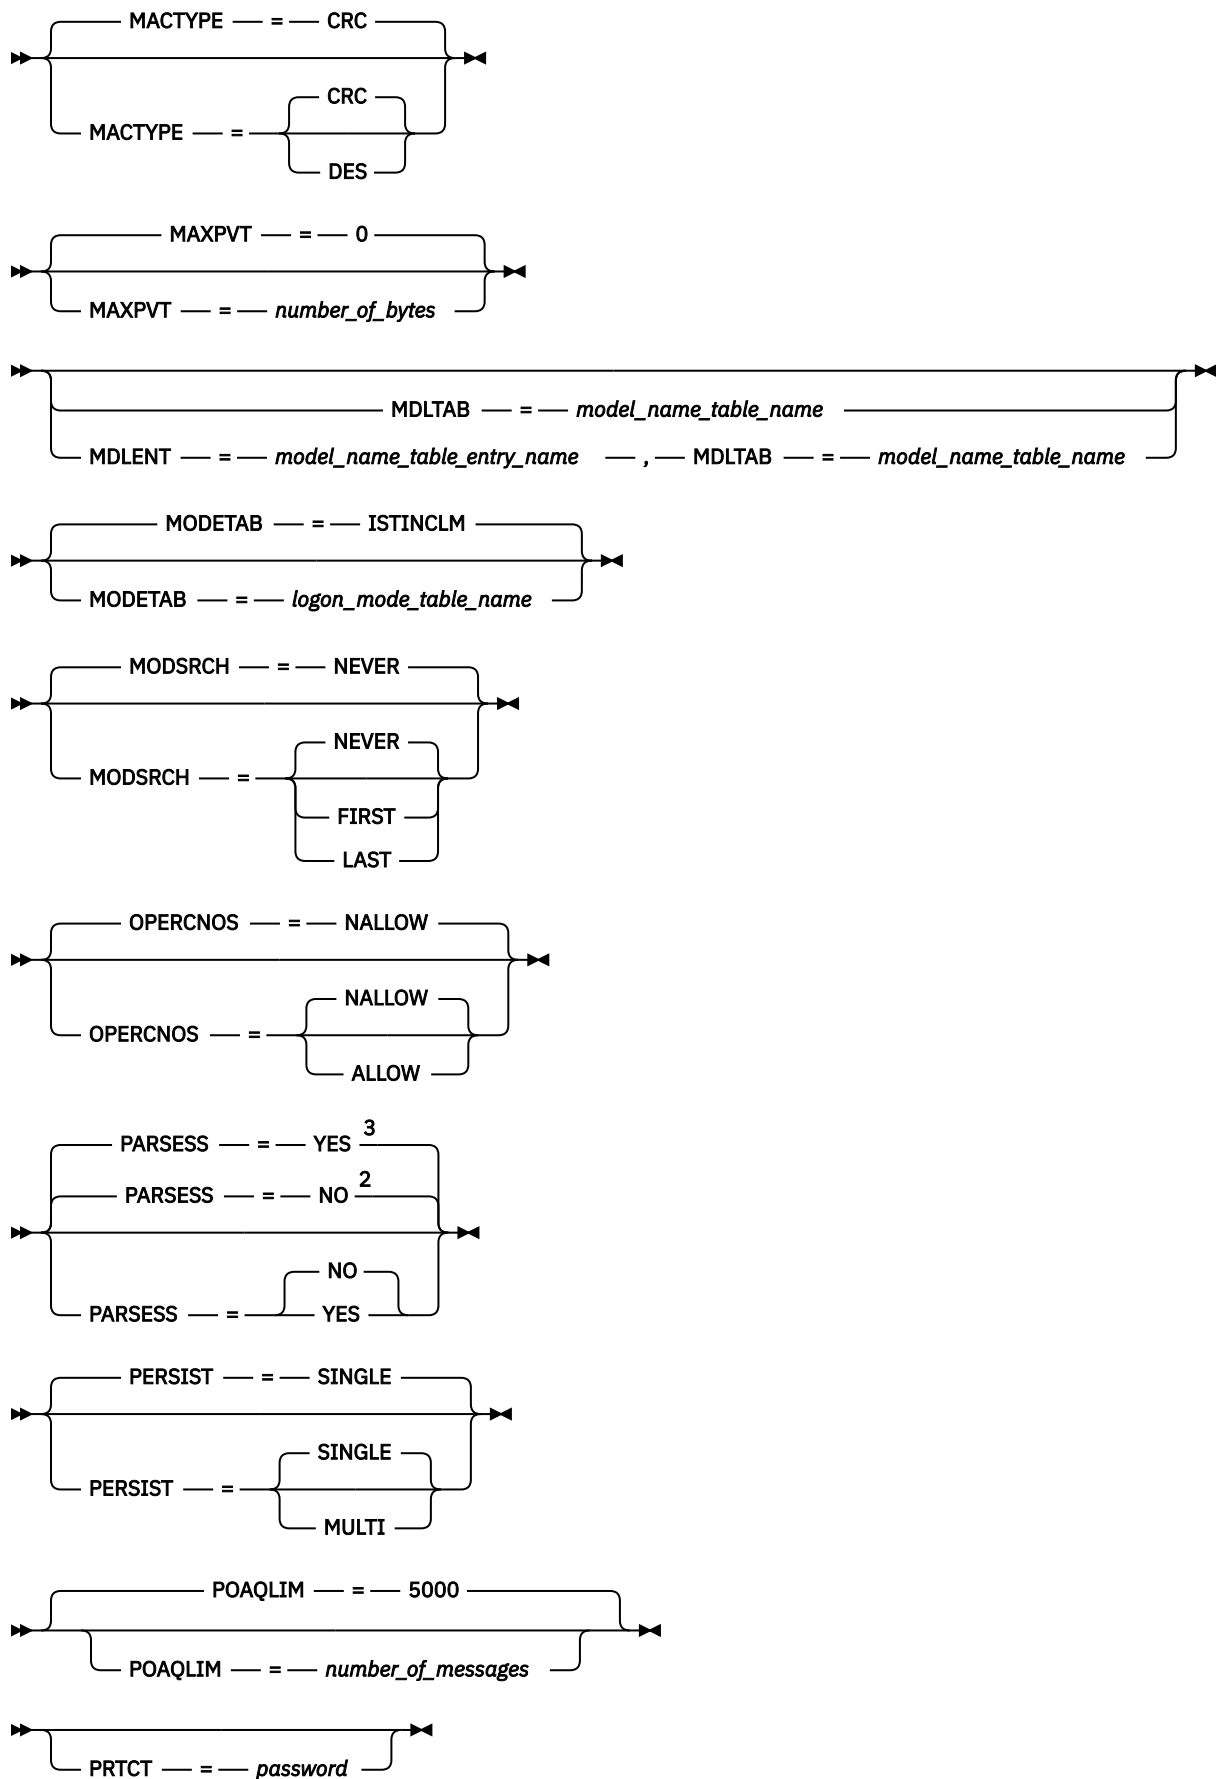 MACTYPE = CRC
CRC
MACTYPE =
DES
MAXPVT = 0
MAXPVT = number_of_bytes
MDLTAB = model_name_table_name
MDLENT = model_name_table_entry_name , MDLTAB = model_name_table_name
MODETAB = ISTINCLM
MODETAB = logon_mode_table_name
MODSRCH = NEVER
NEVER
MODSRCH =
FIRST
LAST
OPERCNOS = NALLOW
NALLOW
OPERCNOS =
ALLOW
PARSESS = YES 3
PARSESS = NO 2
NO
PARSESS = YES
PERSIST = SINGLE
SINGLE
PERSIST =
MULTI
POAQLIM = 5000
POAQLIM = number_of_messages
PRTCT = password